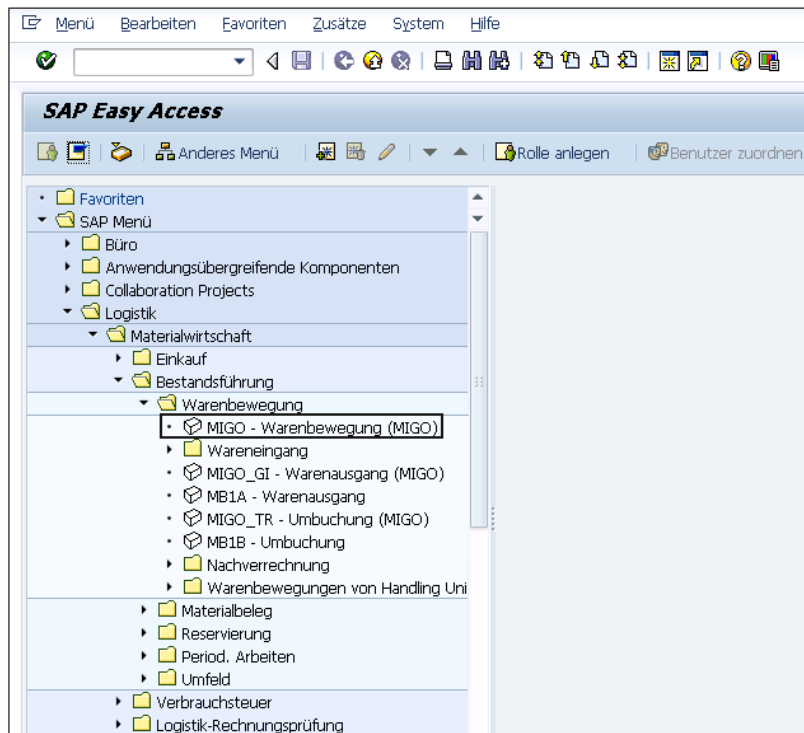 Menü Bearbeiten Favoriten Zusätze System Hilfe
SAP Easy Access
Anderes Menü Rolle anlegen Benutzer zuordnen
Favoriten
SAP Menü
Büro
Anwendungsübergreifende Komponenten
Collaboration Projects
Logistik
Materialwirtschaft
Einkauf
Bestandsführung
Warenbewegung
MIGO - Warenbewegung (MIGO)
Wareneingang
MIGO_GI - Warenausgang (MIGO)
MB1A - Warenausgang
MIGO_TR - Umbuchung (MIGO)
MB1B - Umbuchung
Nachverrechnung
Warenbewegungen von Handling Uni
Materialbeleg
Reservierung
Period. Arbeiten
Umfeld
Verbrauchsteuer
Logistik-Rechnungsprüfung